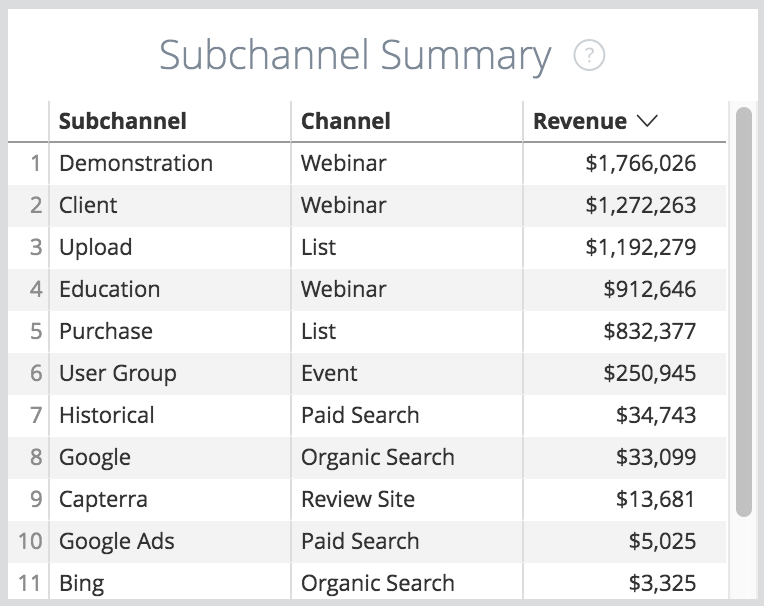 Subchannel Summary ?
Subchannel Channel Revenue
1 Demonstration Webinar $1,766,026
2 Client Webinar $1,272,263
3 Upload List $1,192,279
4 Education Webinar $912,646
5 Purchase List $832,377
6 User Group Event $250,945
7 Historical Paid Search $34,743
8 Google Organic Search $33,099
9 Capterra Review Site $13,681
10 Google Ads Paid Search $5,025
11 Bing Organic Search $3,325